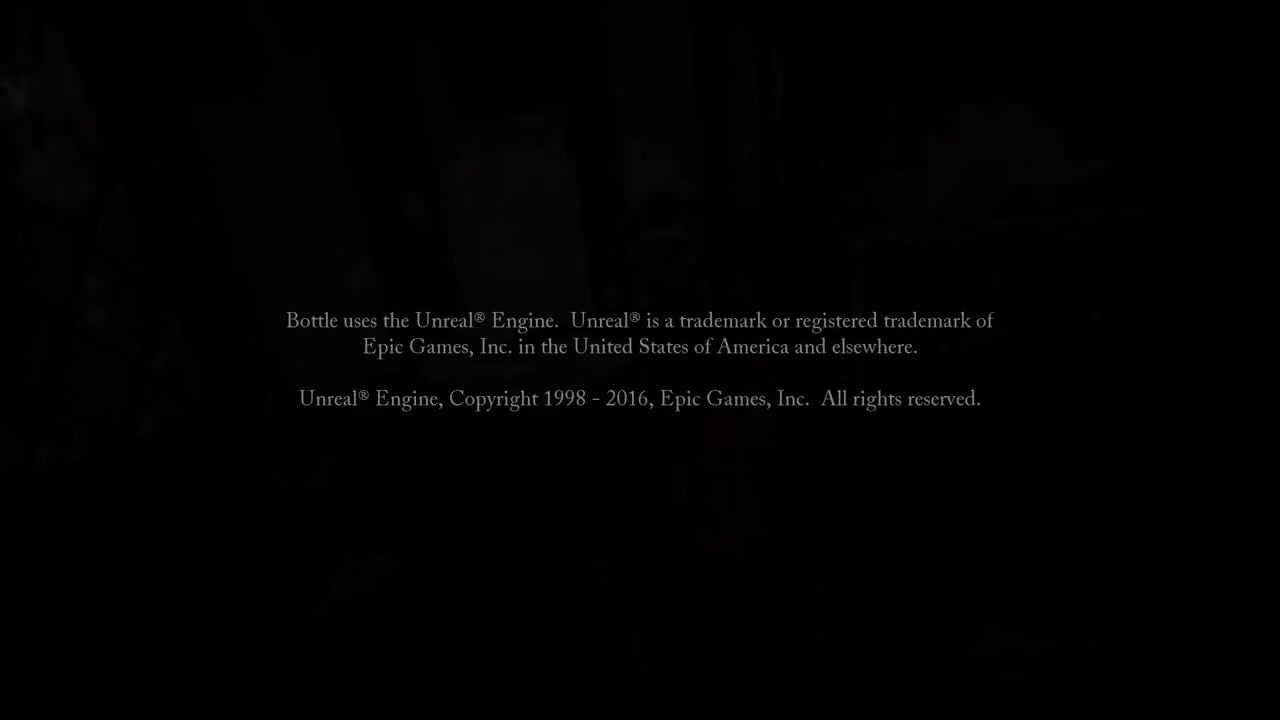 Bottle uses the Unreal® Engine.  Unreal® is a trademark or registered trademark of
Epic Games, Inc. in the United States of America and elsewhere.
Unreal® Engine, Copyright 1998 - 2016, Epic Games, Inc.  All rights reserved.